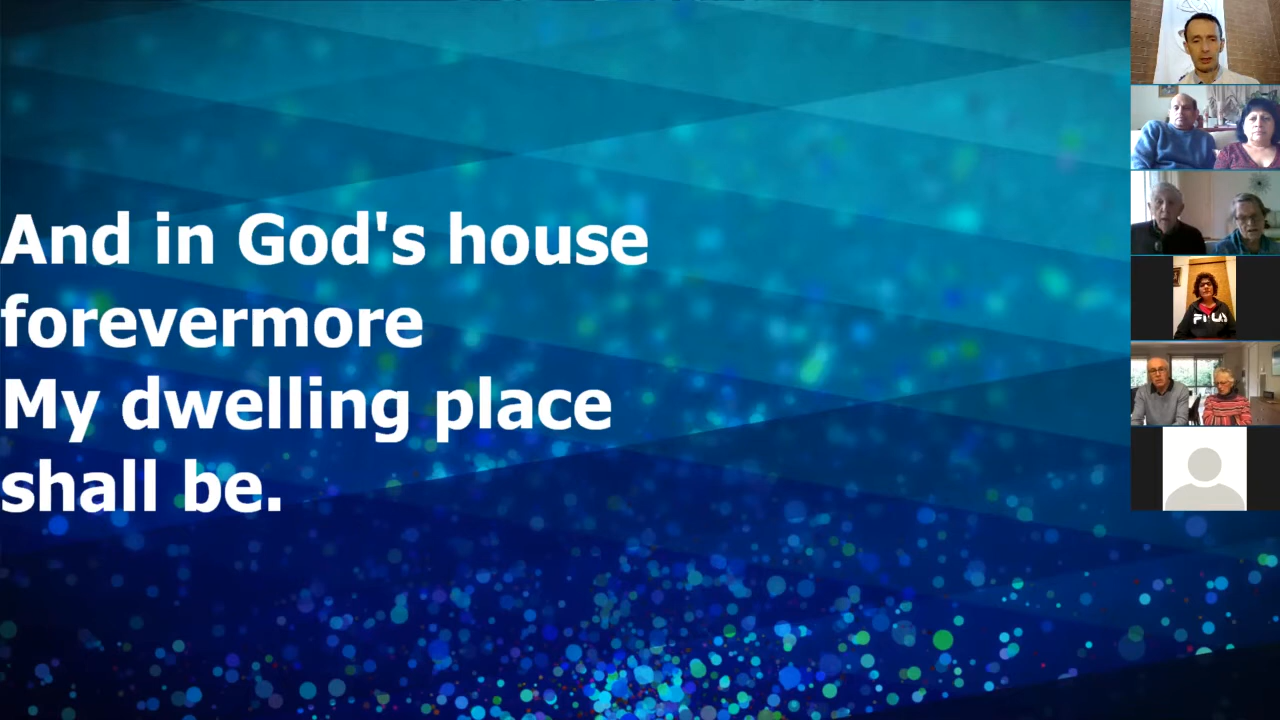 And in God's house
forevermore
My dwelling place
shall be.
FILA